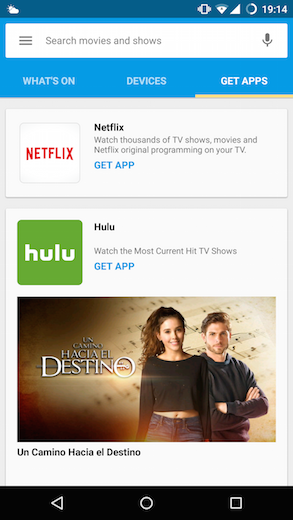 19:14
Search movies and shows
WHAT'S ON
DEVICES
GET APPS
NETFLIX
Netflix
Watch thousands of TV shows, movies and
Netflix original programming on your TV.
GET APP
hulu
Hulu
Watch the Most Current Hit TV Shows
GET APP
UN
CAMINO
HACIA EL
DESTINO
Un Camino Hacia el Destino